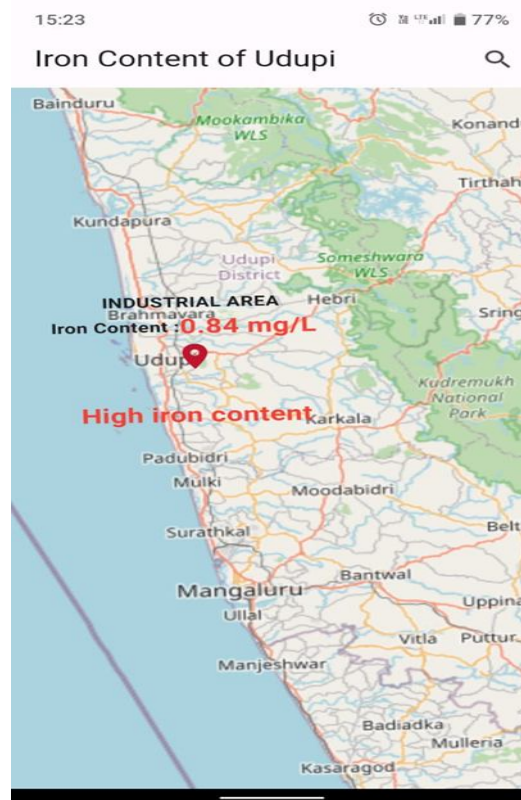 15:23 77%
Iron Content of Udupi
Bainduru
Mookambika
WLS
Konand
Tirthah
Kundapura
Udupi
District
Someshwara
WLS
INDUSTRIAL AREA
Hebri
Brahmavara
Sring
Iron Content :0.84 mg/L
Udupi
Kudremukh
National
Park
High iron content
Karkala
Padubidri
Mulki
Moodabidri
Surathkal
Belt
Bantwal
Mangaluru
Uppina
Ullal
Vitla
Puttur
Manjeshwar
Badiadka
Mulleria
Kasaragod